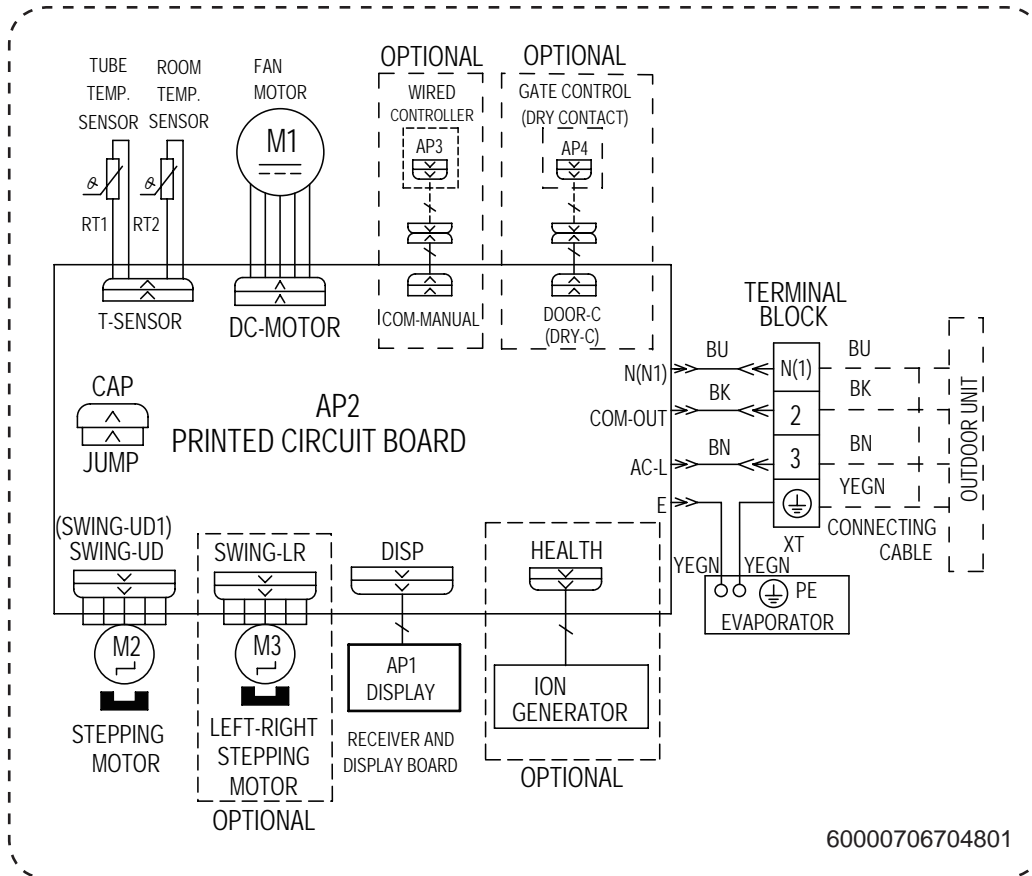 TUBE
TEMP.
SENSOR
ROOM
TEMP.
SENSOR
FAN
MOTOR
M1
RT1
RT2
T-SENSOR
DC-MOTOR
OPTIONAL
WIRED
CONTROLLER
AP3
COM-MANUAL
OPTIONAL
GATE CONTROL
(DRY CONTACT)
AP4
DOOR-C
(DRY-C)
CAP
JUMP
AP2
PRINTED CIRCUIT BOARD
N(N1)
COM-OUT
AC-L
E
BU
BK
BN
TERMINAL
BLOCK
N(1)
2
3
XT
BU
BK
BN
YEGN
CONNECTING
CABLE
OUTDOOR UNIT
YEGN
YEGN
PE
EVAPORATOR
(SWING-UD1)
SWING-UD
M2
STEPPING
MOTOR
SWING-LR
M3
LEFT-RIGHT
STEPPING
MOTOR
OPTIONAL
DISP
AP1
DISPLAY
RECEIVER AND
DISPLAY BOARD
HEALTH
ION
GENERATOR
OPTIONAL
60000706704801